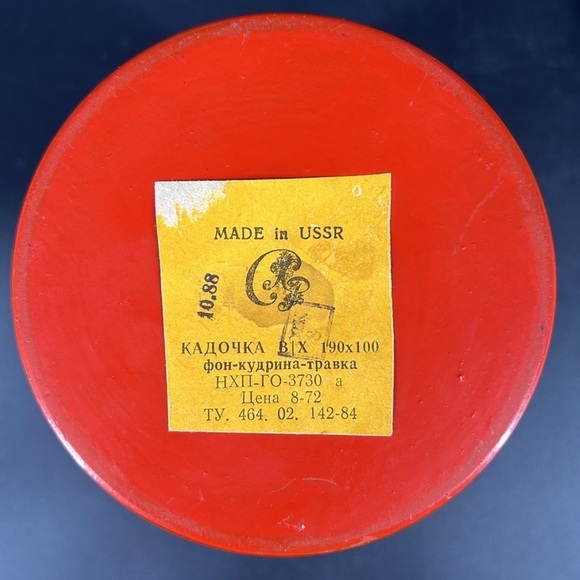 MADE in USSR
10.88
КАДОЧКА В|Х 190х100
фон-кудрина-травка
НХП-ГО-3730 а
Цена 8-72
ТУ. 464. 02. 142-84